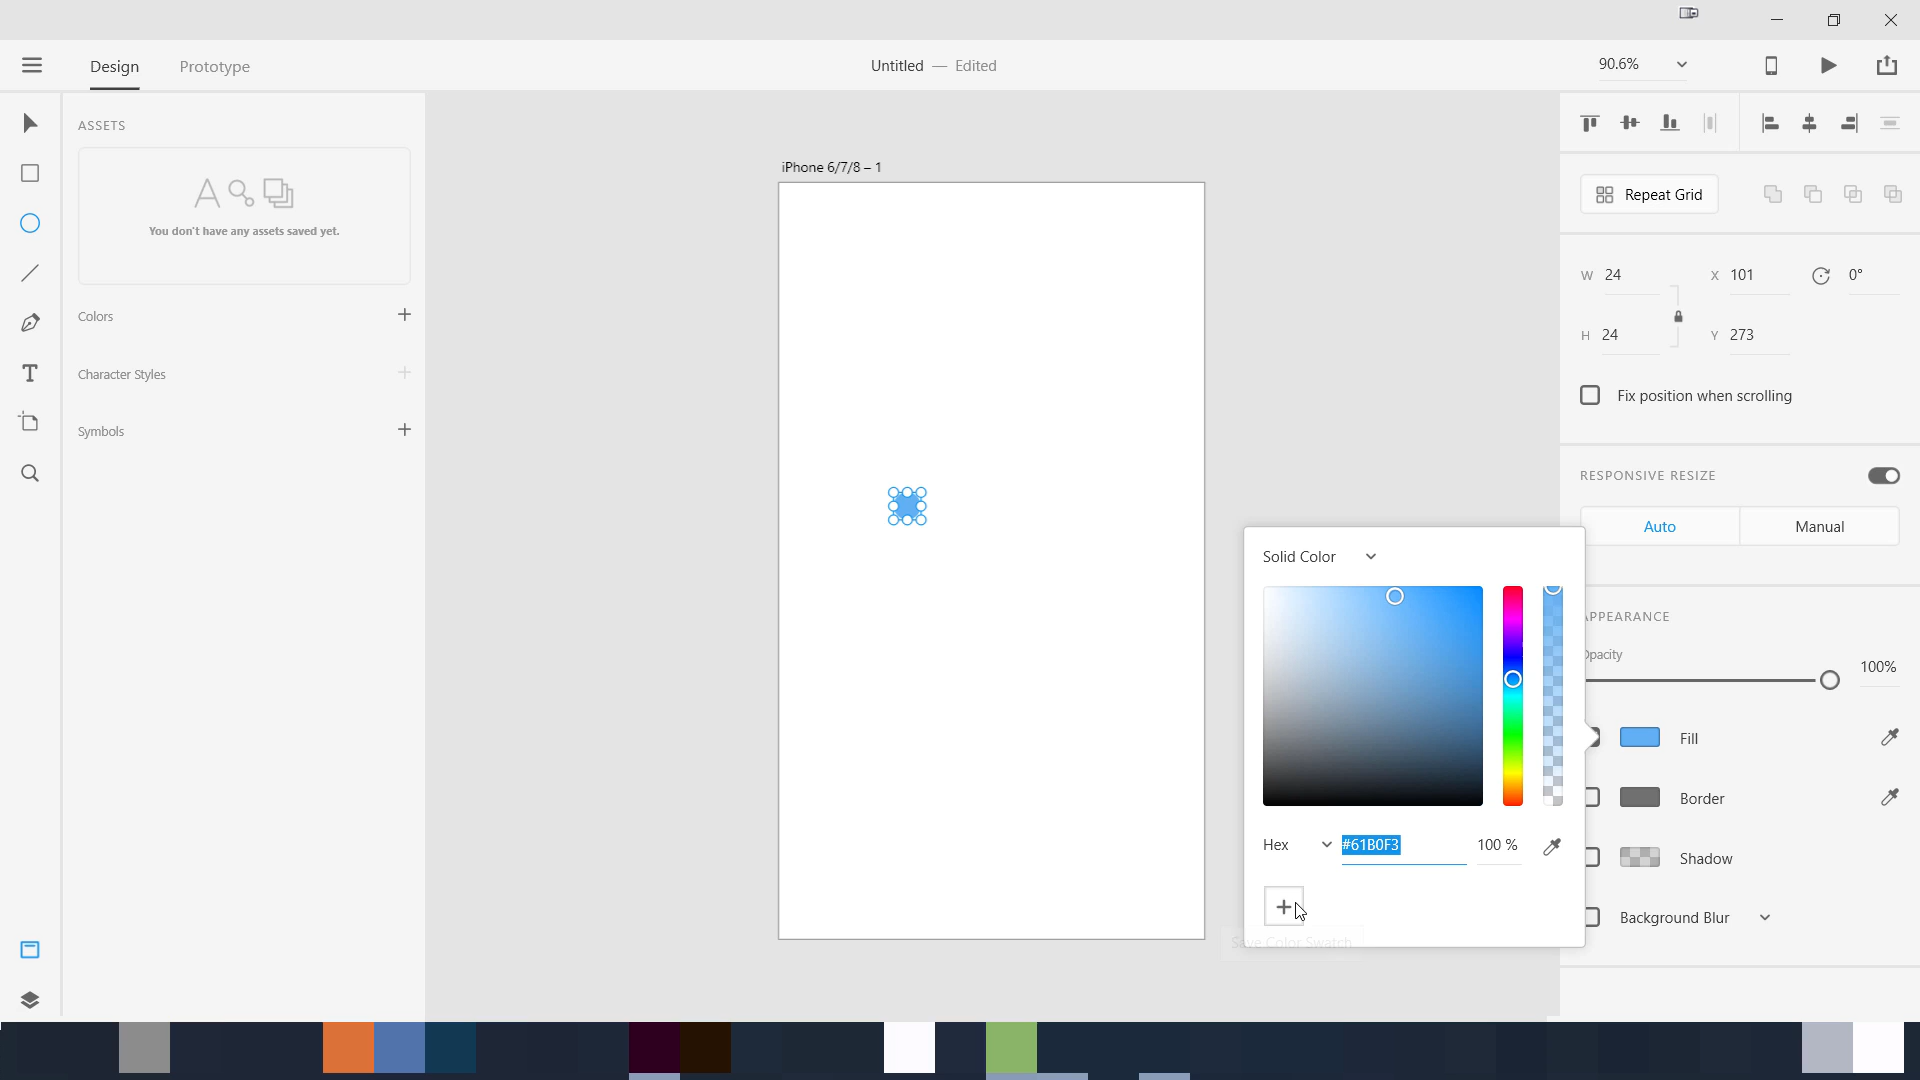 Design
Prototype
Untitled — Edited
90.6%
ASSETS
You don't have any assets saved yet.
Colors
Character Styles
Symbols
iPhone 6/7/8 – 1
Repeat Grid
W 24
X 101
0°
H 24
Y 273
Fix position when scrolling
RESPONSIVE RESIZE
Auto
Manual
Solid Color
PPEARANCE
pacity
100%
Fill
Border
Hex
#61B0F3
100 %
Shadow
Background Blur
Save Color Swatch